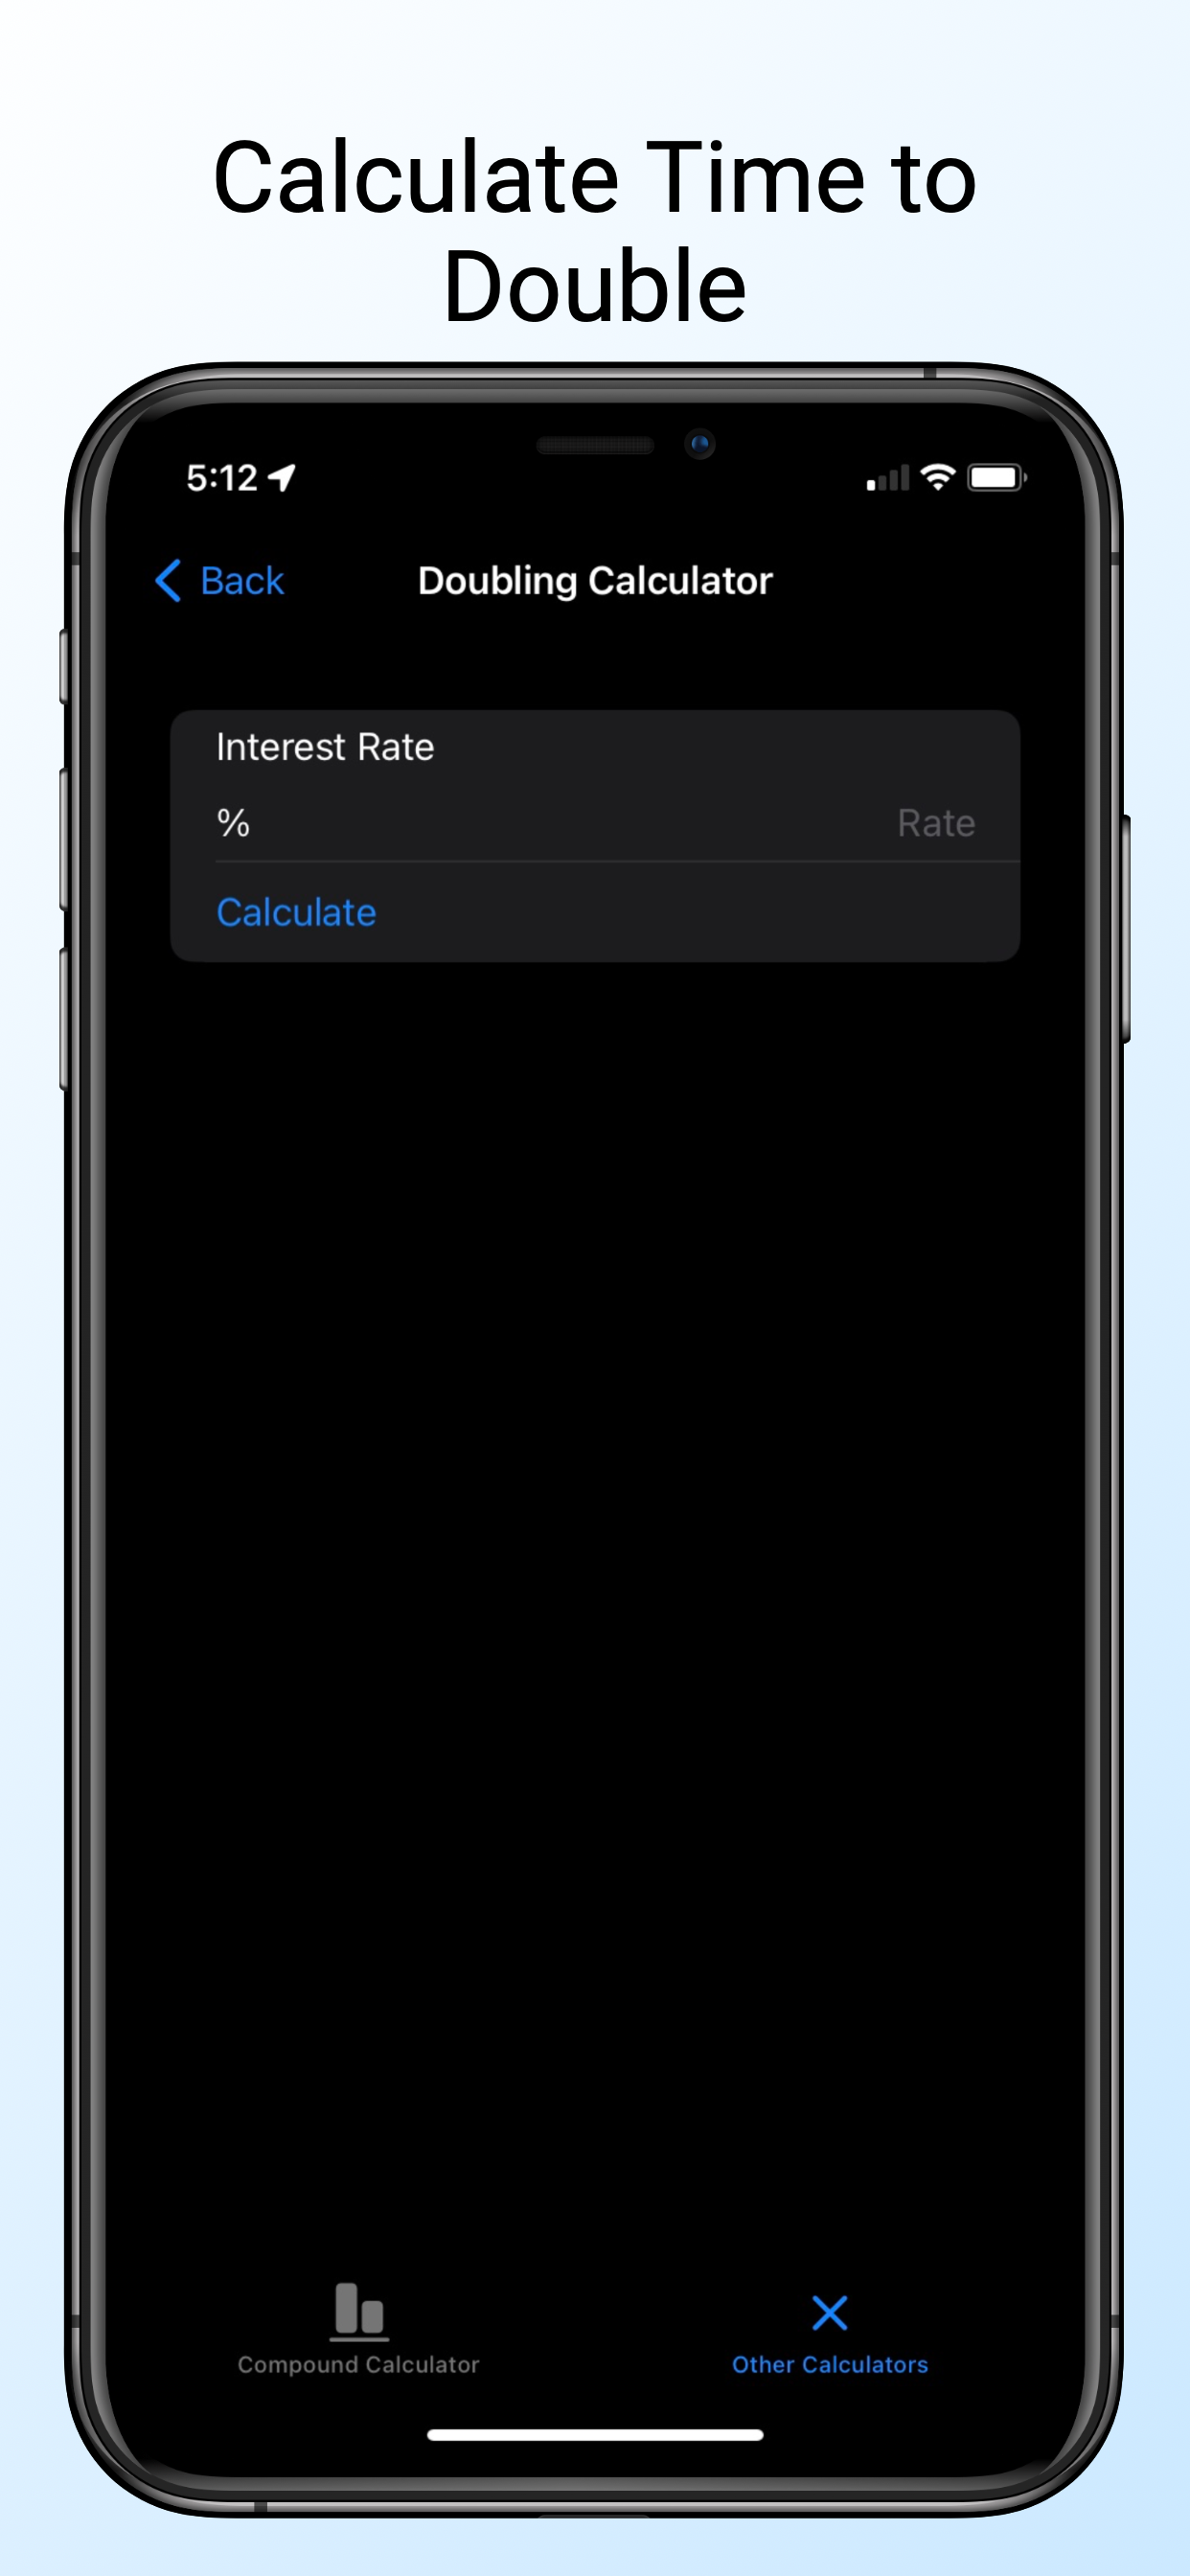 Calculate Time to
Double
5:12
Back
Doubling Calculator
Interest Rate
%
Rate
Calculate
Compound Calculator
Other Calculators